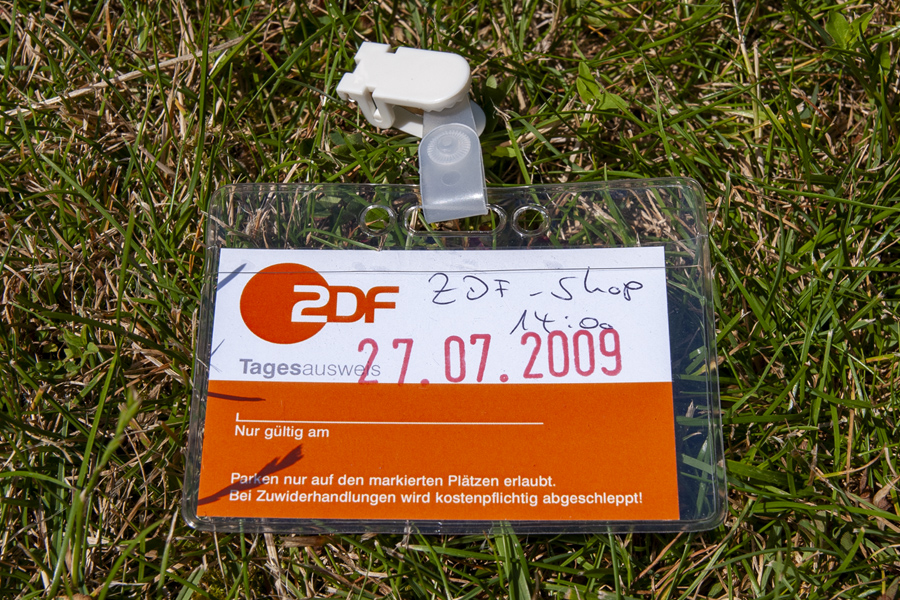 ZDF
ZDF - Shop
14:00
Tagesausweis
27.07.2009
Nur gültig am
Parken nur auf den markierten Plätzen erlaubt.
Bei Zuwiderhandlungen wird kostenpflichtig abgeschleppt!